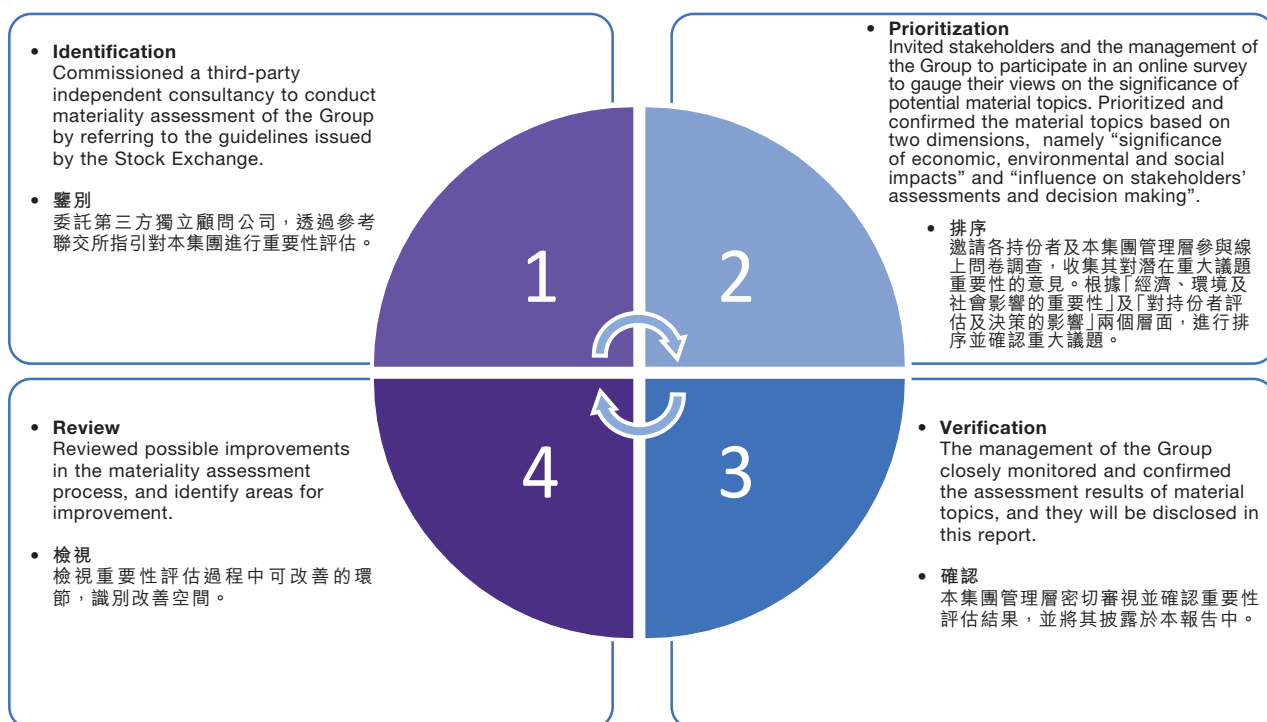 • Identification
Commissioned a third-party
independent consultancy to conduct
materiality assessment of the Group
by referring to the guidelines issued
by the Stock Exchange.
• 鑒別
委託第三方獨立顧問公司，透過參考
聯交所指引對本集團進行重要性評估。
1
• Prioritization
Invited stakeholders and the management of
the Group to participate in an online survey
to gauge their views on the significance of
potential material topics. Prioritized and
confirmed the material topics based on
two dimensions, namely “significance
of economic, environmental and social
impacts” and “influence on stakeholders’
assessments and decision making”.
• 排序
邀請各持份者及本集團管理層參與線
上問卷調查，收集其對潛在重大議題
重要性的意見。根據「經濟、環境及
社會影響的重要性」及「對持份者評
估及決策的影響」兩個層面，進行排
序並確認重大議題。
2
• Verification
The management of the Group
closely monitored and confirmed
the assessment results of material
topics, and they will be disclosed in
this report.
• 確認
本集團管理層密切審視並確認重要性
評估結果，並將其披露於本報告中。
3
• Review
Reviewed possible improvements
in the materiality assessment
process, and identify areas for
improvement.
• 檢視
檢視重要性評估過程中可改善的環
節，識別改善空間。
4